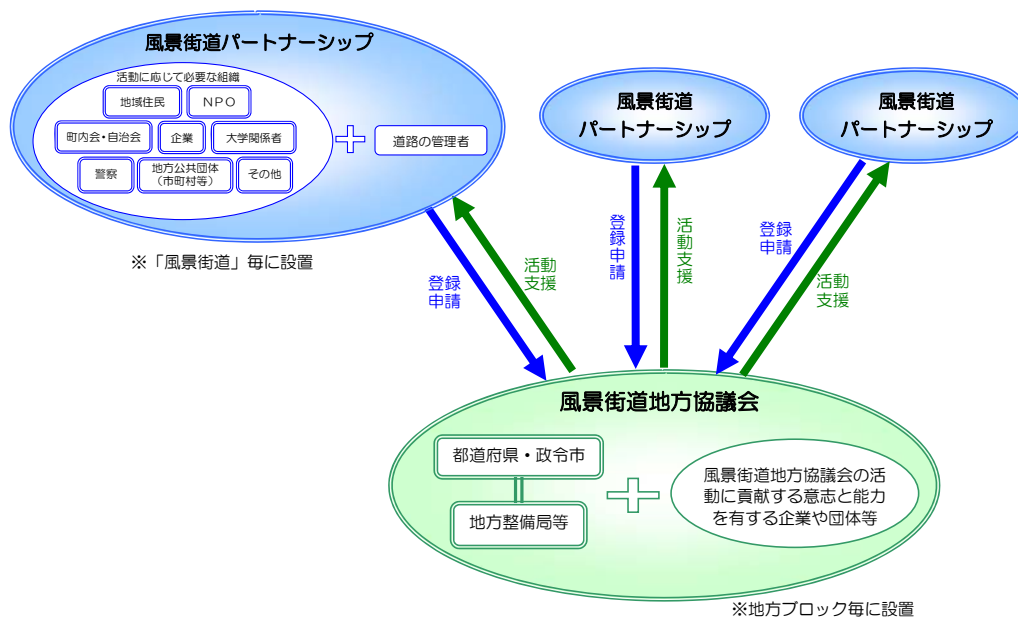 風景街道パートナーシップ
活動に応じて必要な組織
地域住民
NPO
町内会・自治会
企業
大学関係者
警察
地方公共団体
(市町村等)
その他
道路の管理者
※「風景街道」毎に設置
風景街道
パートナーシップ
風景街道
パートナーシップ
登録
申請
活動
支援
登録
申請
活動
支援
登録
申請
活動
支援
風景街道地方協議会
都道府県・政令市
地方整備局等
風景街道地方協議会の活
動に貢献する意志と能力
を有する企業や団体等
※地方ブロック毎に設置